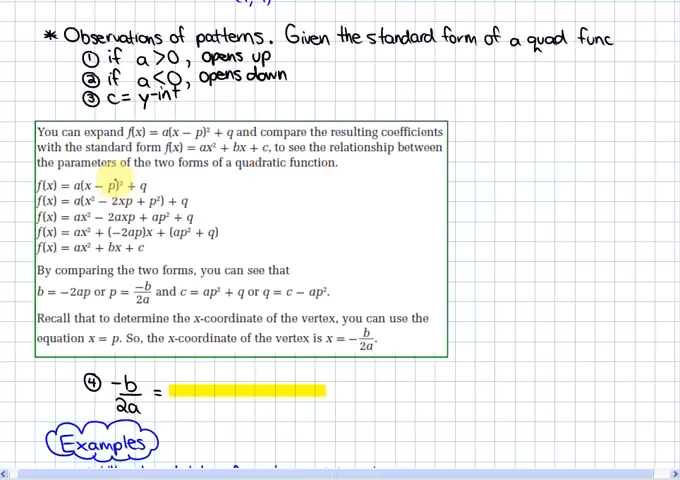 * Observations of patterns. Given the standard form of a quad func
① if a > 0, opens up
② if a < 0, opens down
③ c = y-int
You can expand f(x) = a(x − p)² + q and compare the resulting coefficients
with the standard form f(x) = ax² + bx + c, to see the relationship between
the parameters of the two forms of a quadratic function.
f(x) = a(x − p)² + q
f(x) = a(x² − 2xp + p²) + q
f(x) = ax² − 2axp + ap² + q
f(x) = ax² + (−2ap)x + (ap² + q)
f(x) = ax² + bx + c
By comparing the two forms, you can see that
b = −2ap or p = −b/2a and c = ap² + q or q = c − ap².
Recall that to determine the x-coordinate of the vertex, you can use the
equation x = p. So, the x-coordinate of the vertex is x = −b/2a.
④ −b/2a =
Examples